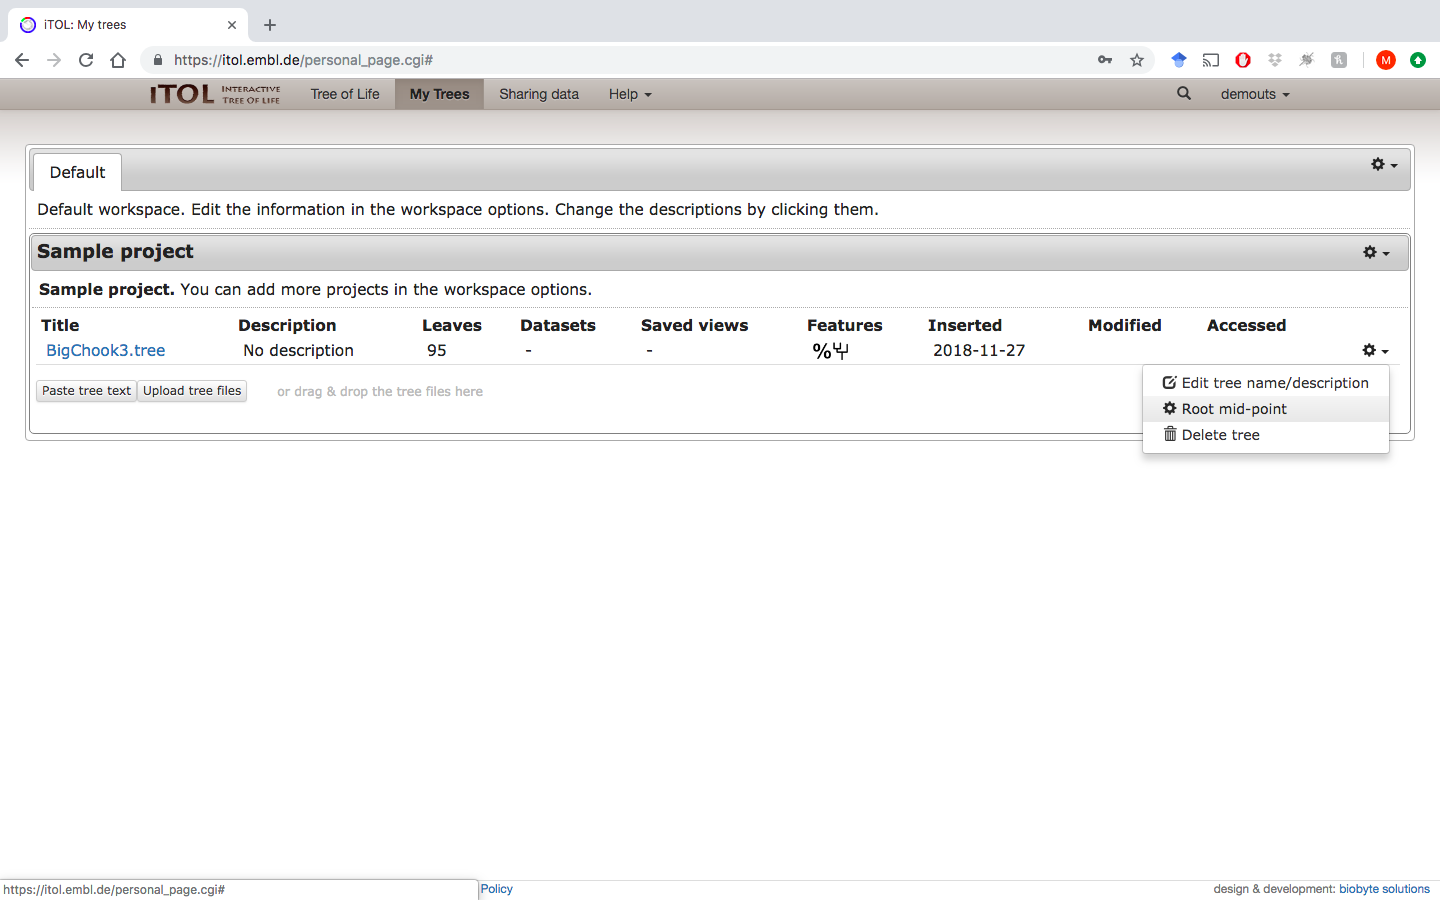 iTOL: My trees
https://itol.embl.de/personal_page.cgi#
M
iTOL INTERACTIVE TREE OF LIFE Tree of Life My Trees Sharing data Help demouts
Default
Default workspace. Edit the information in the workspace options. Change the descriptions by clicking them.
Sample project
Sample project. You can add more projects in the workspace options.
Title Description Leaves Datasets Saved views Features Inserted Modified Accessed
BigChook3.tree No description 95 - - % 2018-11-27
Paste tree text Upload tree files or drag & drop the tree files here
Edit tree name/description
Root mid-point
Delete tree
https://itol.embl.de/personal_page.cgi# Policy design & development: biobyte solutions